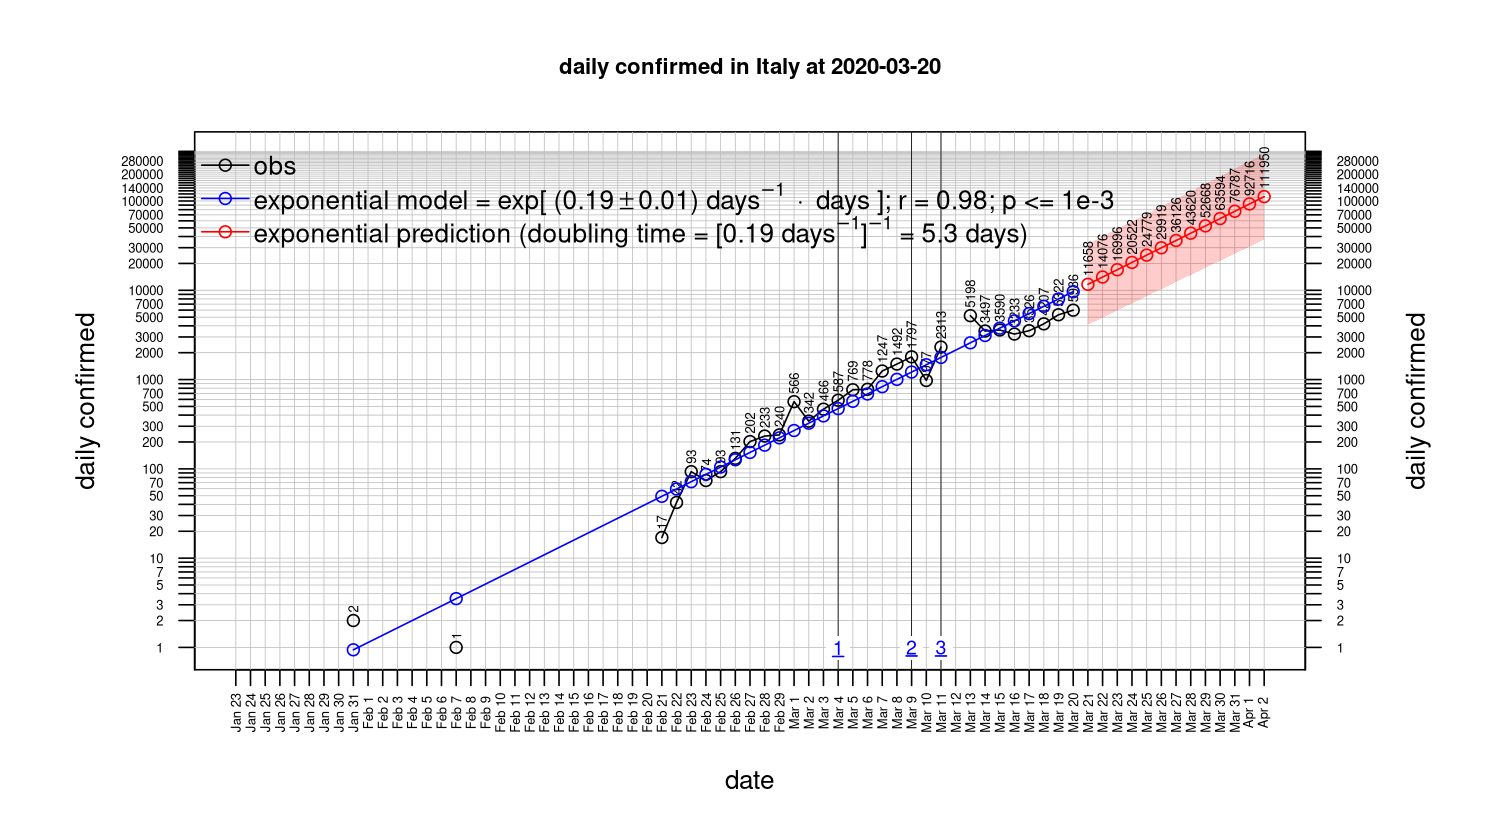 daily confirmed in Italy at 2020-03-20
obs
exponential model = exp[ (0.19±0.01) days⁻¹ · days ]; r = 0.98; p <= 1e-3
exponential prediction (doubling time = [0.19 days⁻¹]⁻¹ = 5.3 days)
daily confirmed
280000
200000
140000
100000
70000
50000
30000
20000
10000
7000
5000
3000
2000
1000
700
500
300
200
100
70
50
30
20
10
7
5
3
2
1
2
1
17
93
74
93
131
202
233
240
566
342
466
587
769
778
1247
1492
1797
2313
5198
3497
3590
3233
5986
11658
14076
16996
20522
24779
29919
36126
43620
52668
63594
76787
92716
111950
1
2
3
280000
200000
140000
100000
70000
50000
30000
20000
10000
7000
5000
3000
2000
1000
700
500
300
200
100
70
50
30
20
10
7
5
3
2
1
daily confirmed
Jan 23
Jan 24
Jan 25
Jan 26
Jan 27
Jan 28
Jan 29
Jan 30
Jan 31
Feb 1
Feb 2
Feb 3
Feb 4
Feb 5
Feb 6
Feb 7
Feb 8
Feb 9
Feb 10
Feb 11
Feb 12
Feb 13
Feb 14
Feb 15
Feb 16
Feb 17
Feb 18
Feb 19
Feb 20
Feb 21
Feb 22
Feb 23
Feb 24
Feb 25
Feb 26
Feb 27
Feb 28
Feb 29
Mar 1
Mar 2
Mar 3
Mar 4
Mar 5
Mar 6
Mar 7
Mar 8
Mar 9
Mar 10
Mar 11
Mar 12
Mar 13
Mar 14
Mar 15
Mar 16
Mar 17
Mar 18
Mar 19
Mar 20
Mar 21
Mar 22
Mar 23
Mar 24
Mar 25
Mar 26
Mar 27
Mar 28
Mar 29
Mar 30
Mar 31
Apr 1
Apr 2
date